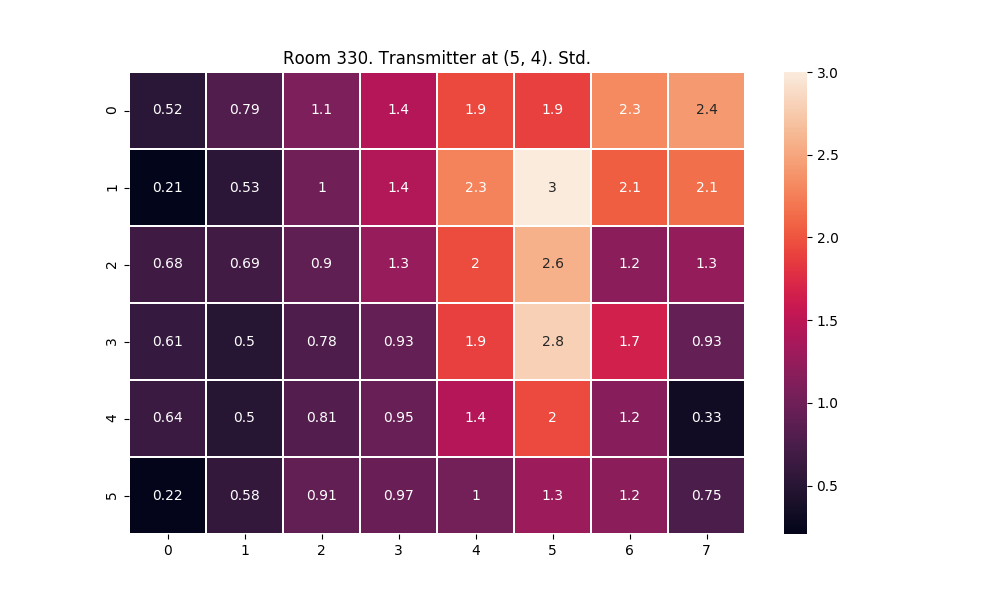 Room 330. Transmitter at (5, 4). Std.
0 0.52 0.79 1.1 1.4 1.9 1.9 2.3 2.4
1 0.21 0.53 1 1.4 2.3 3 2.1 2.1
2 0.68 0.69 0.9 1.3 2 2.6 1.2 1.3
3 0.61 0.5 0.78 0.93 1.9 2.8 1.7 0.93
4 0.64 0.5 0.81 0.95 1.4 2 1.2 0.33
5 0.22 0.58 0.91 0.97 1 1.3 1.2 0.75
0 1 2 3 4 5 6 7
3.0
2.5
2.0
1.5
1.0
0.5